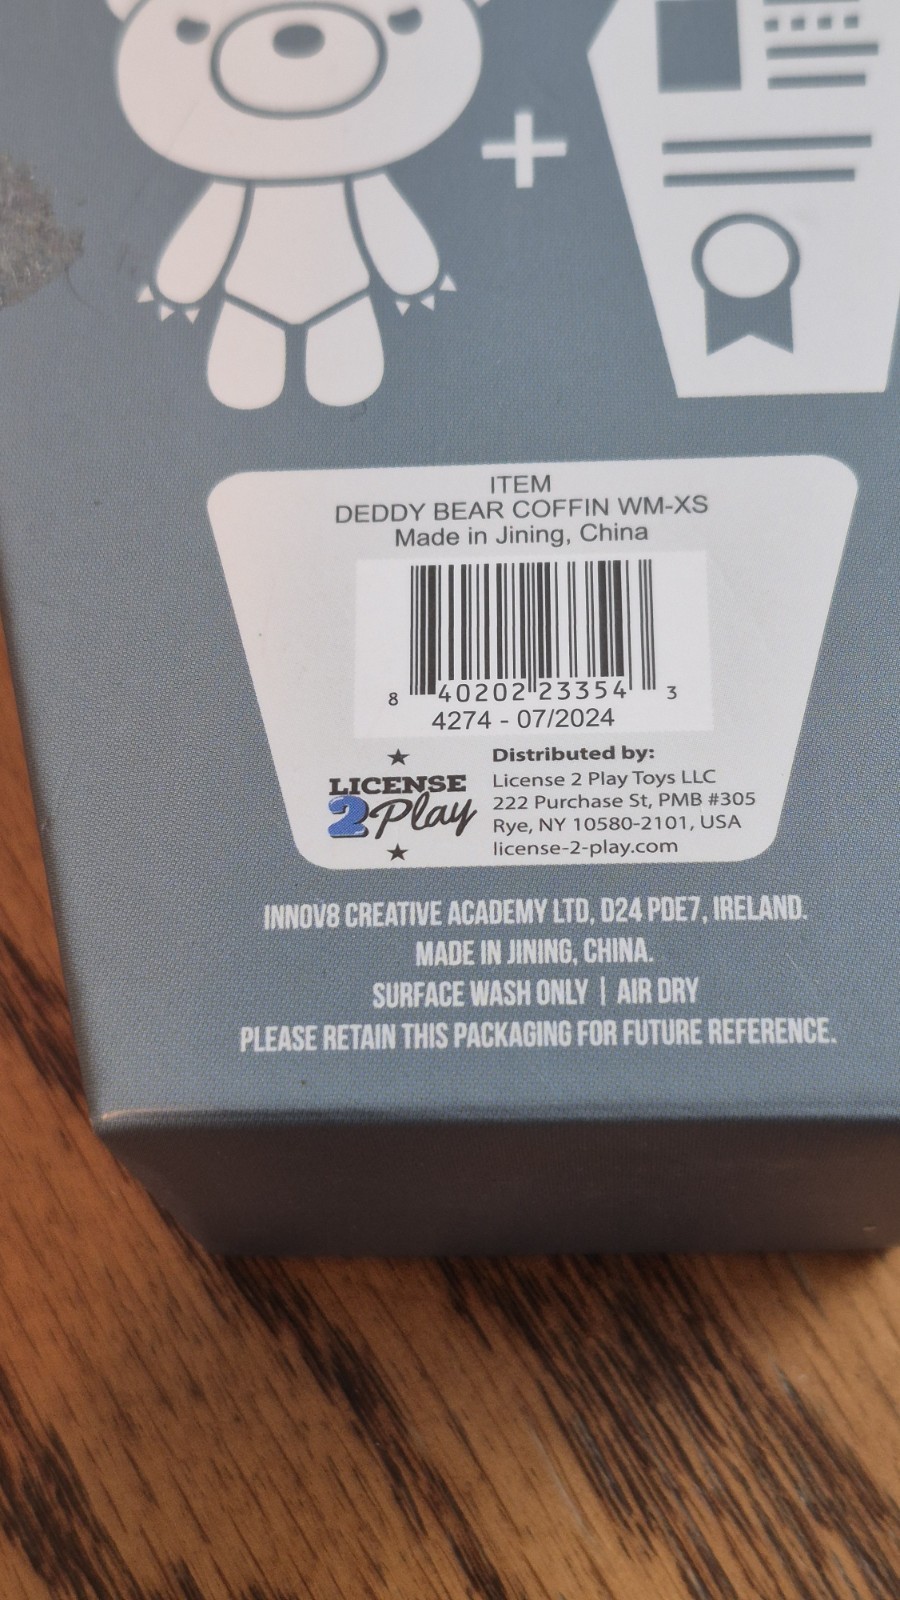 ITEM
DEDDY BEAR COFFIN WM-XS
Made in Jining, China
8 40202 23354 3
4274 - 07/2024
LICENSE
2 Play
Distributed by:
License 2 Play Toys LLC
222 Purchase St, PMB #305
Rye, NY 10580-2101, USA
license-2-play.com
INNOV8 CREATIVE ACADEMY LTD, D24 PDE7, IRELAND.
MADE IN JINING, CHINA.
SURFACE WASH ONLY | AIR DRY
PLEASE RETAIN THIS PACKAGING FOR FUTURE REFERENCE.